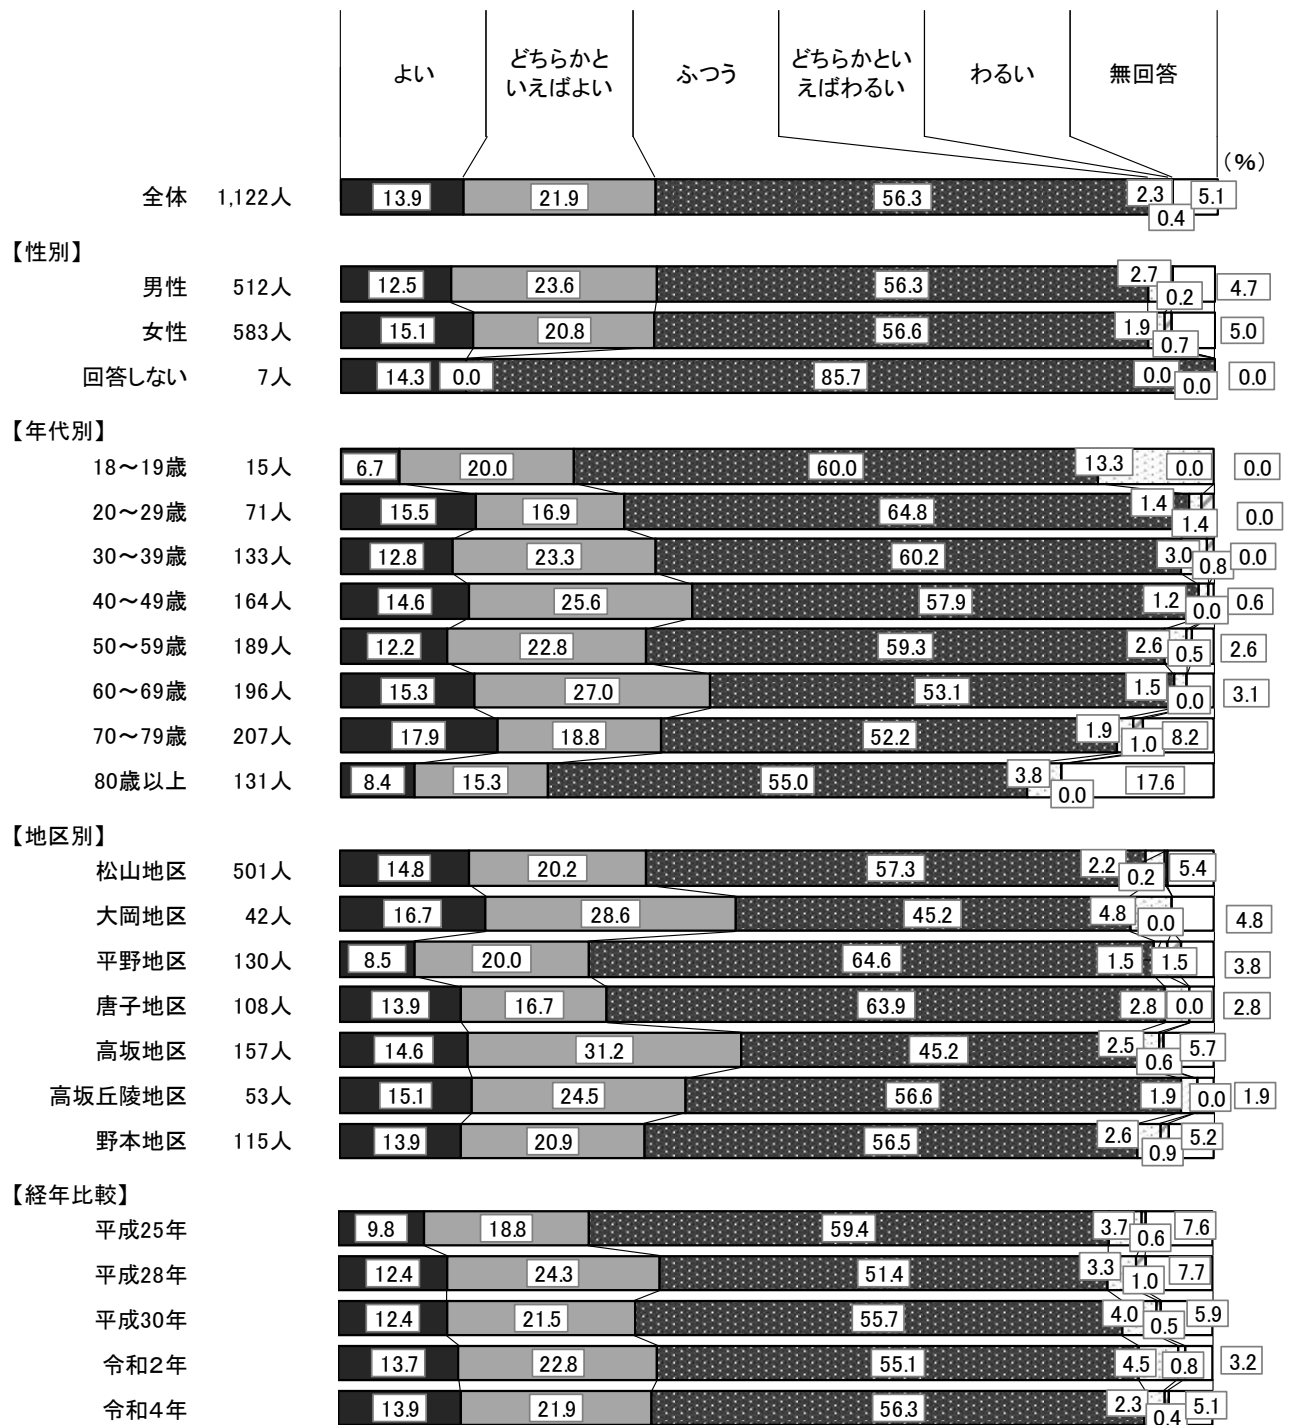 よい どちらかと
いえばよい ふつう どちらかとい
えばわるい わるい 無回答
(%)
全体 1,122人 13.9 21.9 56.3 2.3 0.4 5.1
【性別】
男性 512人 12.5 23.6 56.3 2.7 0.2 4.7
女性 583人 15.1 20.8 56.6 1.9 0.7 5.0
回答しない 7人 14.3 0.0 85.7 0.0 0.0 0.0
【年代別】
18～19歳 15人 6.7 20.0 60.0 13.3 0.0 0.0
20～29歳 71人 15.5 16.9 64.8 1.4 1.4 0.0
30～39歳 133人 12.8 23.3 60.2 3.0 0.8 0.0
40～49歳 164人 14.6 25.6 57.9 1.2 0.0 0.6
50～59歳 189人 12.2 22.8 59.3 2.6 0.5 2.6
60～69歳 196人 15.3 27.0 53.1 1.5 0.0 3.1
70～79歳 207人 17.9 18.8 52.2 1.9 1.0 8.2
80歳以上 131人 8.4 15.3 55.0 3.8 0.0 17.6
【地区別】
松山地区 501人 14.8 20.2 57.3 2.2 0.2 5.4
大岡地区 42人 16.7 28.6 45.2 4.8 0.0 4.8
平野地区 130人 8.5 20.0 64.6 1.5 1.5 3.8
唐子地区 108人 13.9 16.7 63.9 2.8 0.0 2.8
高坂地区 157人 14.6 31.2 45.2 2.5 0.6 5.7
高坂丘陵地区 53人 15.1 24.5 56.6 1.9 0.0 1.9
野本地区 115人 13.9 20.9 56.5 2.6 0.9 5.2
【経年比較】
平成25年 9.8 18.8 59.4 3.7 0.6 7.6
平成28年 12.4 24.3 51.4 3.3 1.0 7.7
平成30年 12.4 21.5 55.7 4.0 0.5 5.9
令和2年 13.7 22.8 55.1 4.5 0.8 3.2
令和4年 13.9 21.9 56.3 2.3 0.4 5.1